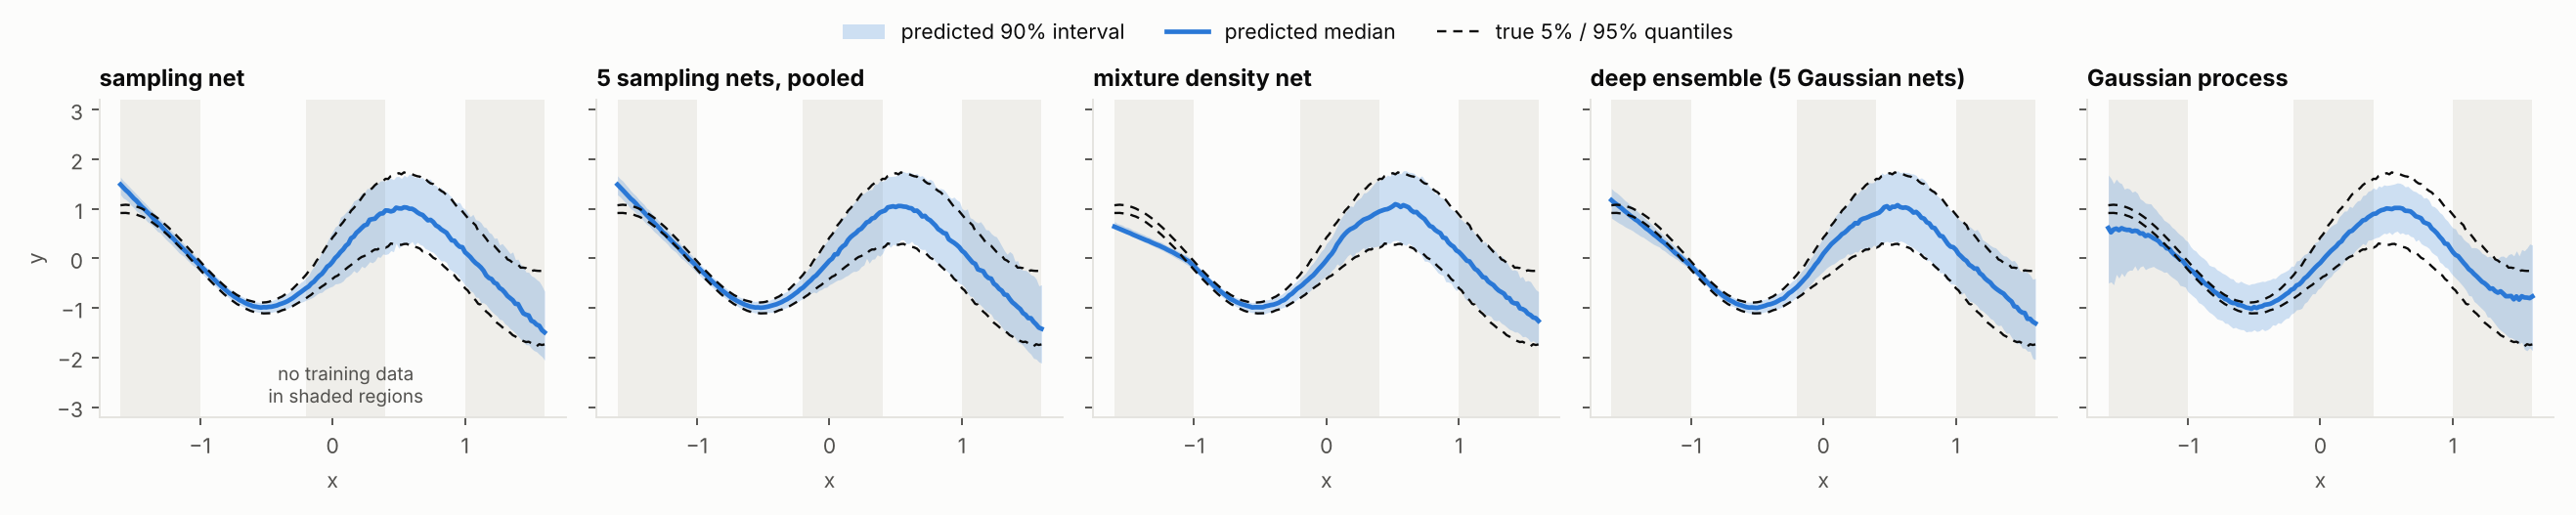 predicted 90% interval predicted median true 5% / 95% quantiles
sampling net
5 sampling nets, pooled
mixture density net
deep ensemble (5 Gaussian nets)
Gaussian process
3
2
1
0
−1
−2
−3
y
no training data
in shaded regions
−1 0 1
−1 0 1
−1 0 1
−1 0 1
−1 0 1
x
x
x
x
x